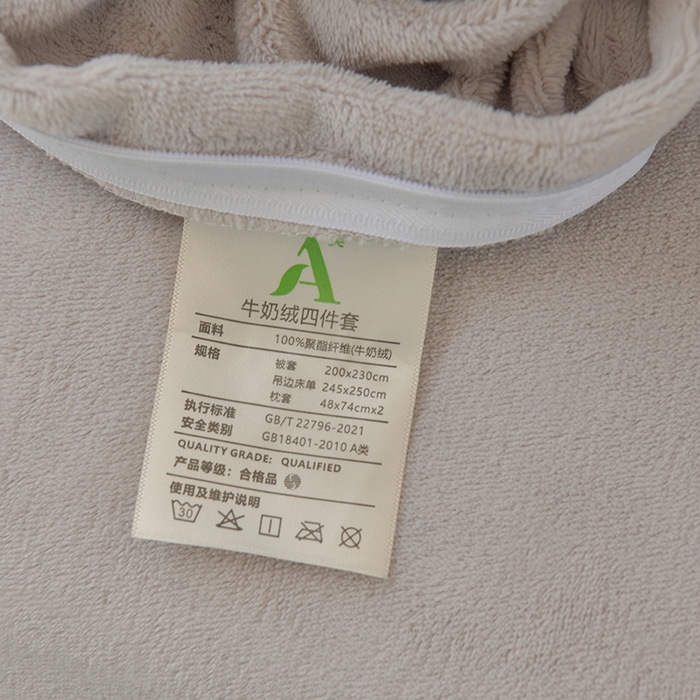 A类
牛奶绒四件套
面料 100%聚酯纤维(牛奶绒)
规格 被套 200x230cm
吊边床单 245x250cm
枕套 48x74cmx2
执行标准 GB/T 22796-2021
安全类别 GB18401-2010 A类
QUALITY GRADE: QUALIFIED
产品等级：合格品
使用及维护说明
30